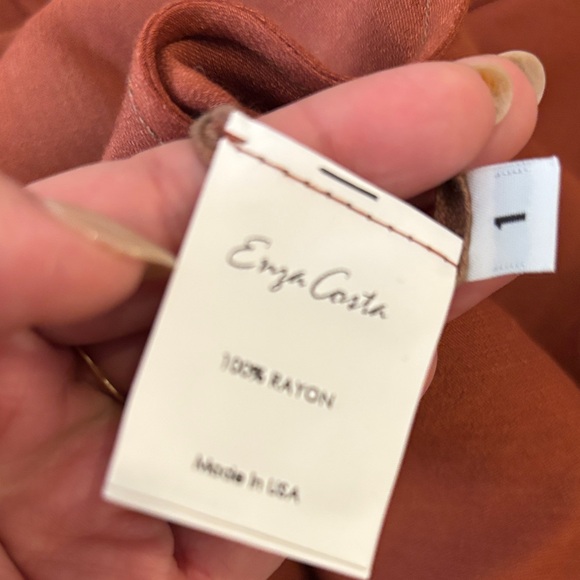 Enza Costa
100% RAYON
Made in USA
1